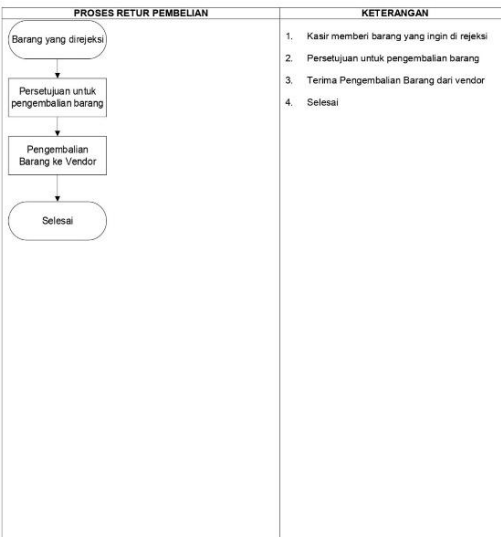 PROSES RETUR PEMBELIAN
Barang yang direjeksi
Persetujuan untuk
pengembalian barang
Pengembalian
Barang ke Vendor
Selesai
KETERANGAN
1. Kasir memberi barang yang ingin di rejeksi
2. Persetujuan untuk pengembalian barang
3. Terima Pengembalian Barang dari vendor
4. Selesai